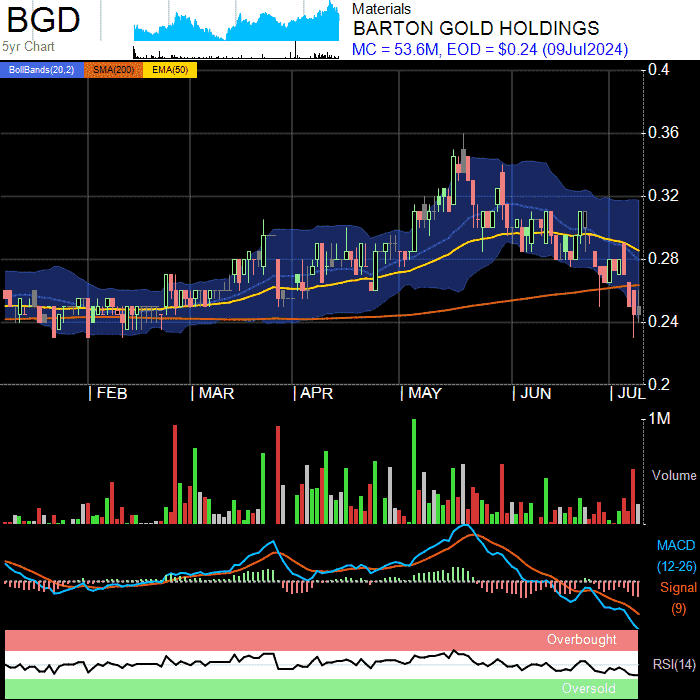 BGD
5yr Chart
Materials
BARTON GOLD HOLDINGS
MC = 53.6M, EOD = $0.24 (09Jul2024)
BollBands(20,2) SMA(200) EMA(50)
0.4
0.36
0.32
0.28
0.24
0.2
| FEB | MAR | APR | MAY | JUN | JUL
1M
Volume
MACD
(12-26)
Signal
(9)
Overbought
RSI(14)
Oversold